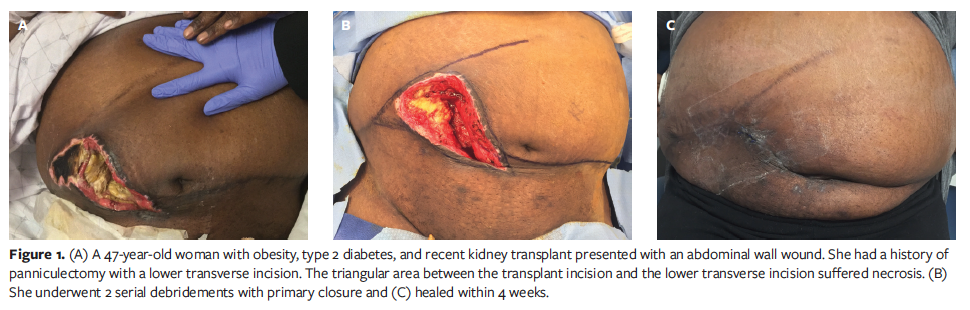 A
B
C
Figure 1. (A) A 47-year-old woman with obesity, type 2 diabetes, and recent kidney transplant presented with an abdominal wall wound. She had a history of
panniculectomy with a lower transverse incision. The triangular area between the transplant incision and the lower transverse incision suffered necrosis. (B)
She underwent 2 serial debridements with primary closure and (C) healed within 4 weeks.